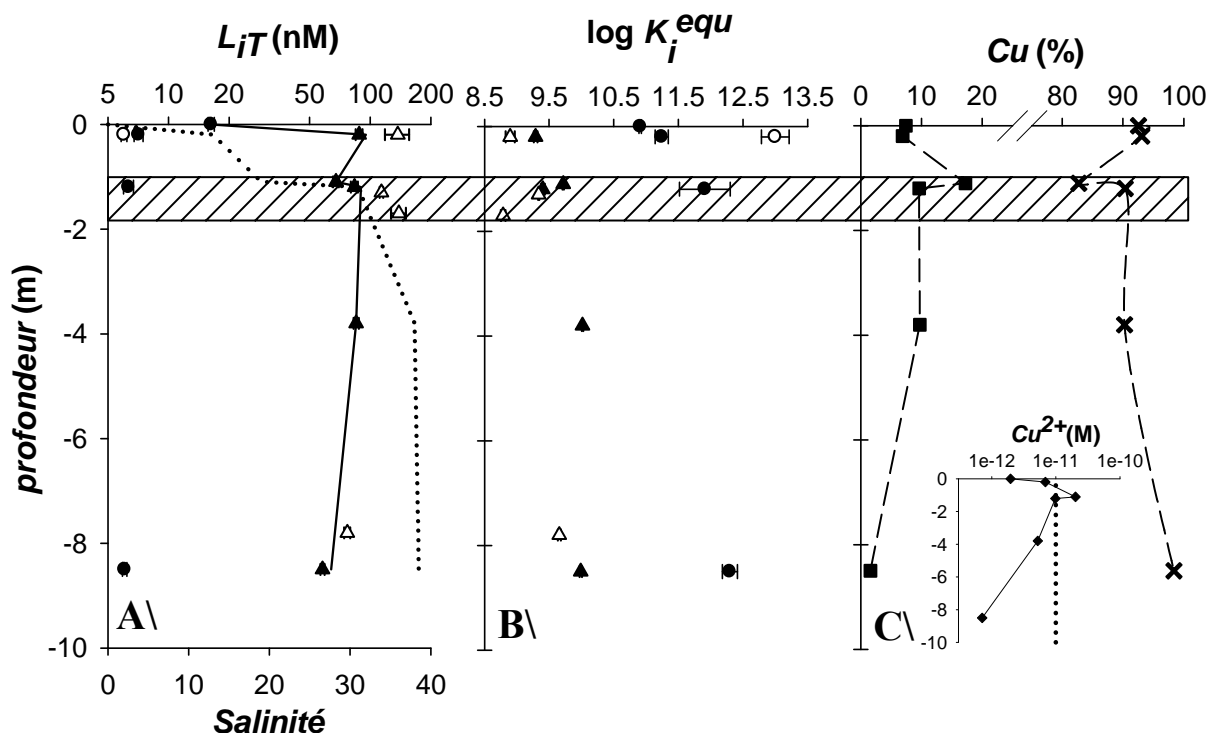 L_iT (nM)
log K_i^equ
Cu (%)
5 10 20 50 100 200
8.5 9.5 10.5 11.5 12.5 13.5
0 10 20 80 90 100
profondeur (m)
0
-2
-4
-6
-8
-10
A\
B\
C\
Cu2+(M)
1e-12 1e-11 1e-10
0
-2
-4
-6
-8
-10
0 10 20 30 40
Salinité